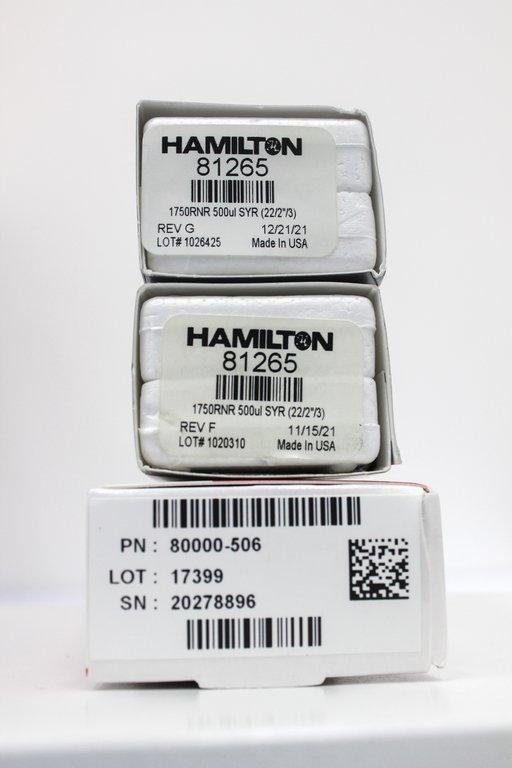 HAMILTON
81265
1750RNR 500ul SYR (22/2"/3)
REV G 12/21/21
LOT# 1026425 Made In USA
HAMILTON
81265
1750RNR 500ul SYR (22/2"/3)
REV F 11/15/21
LOT# 1020310 Made In USA
PN : 80000-506
LOT : 17399
SN : 20278896